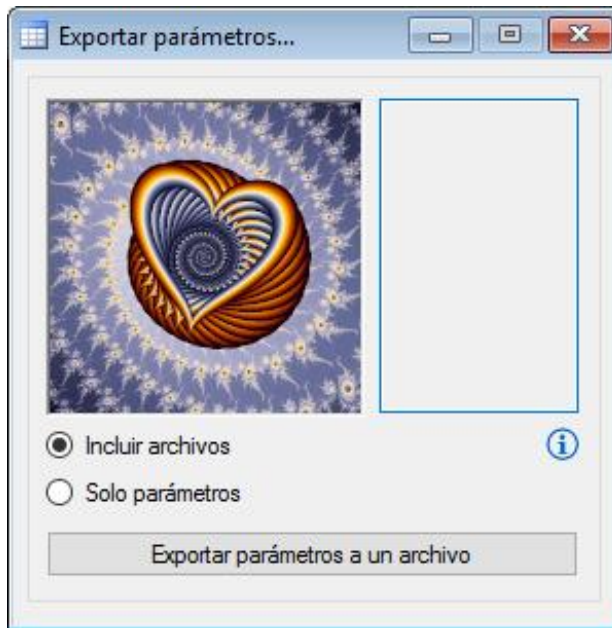 Exportar parámetros...
Incluir archivos
Solo parámetros
Exportar parámetros a un archivo